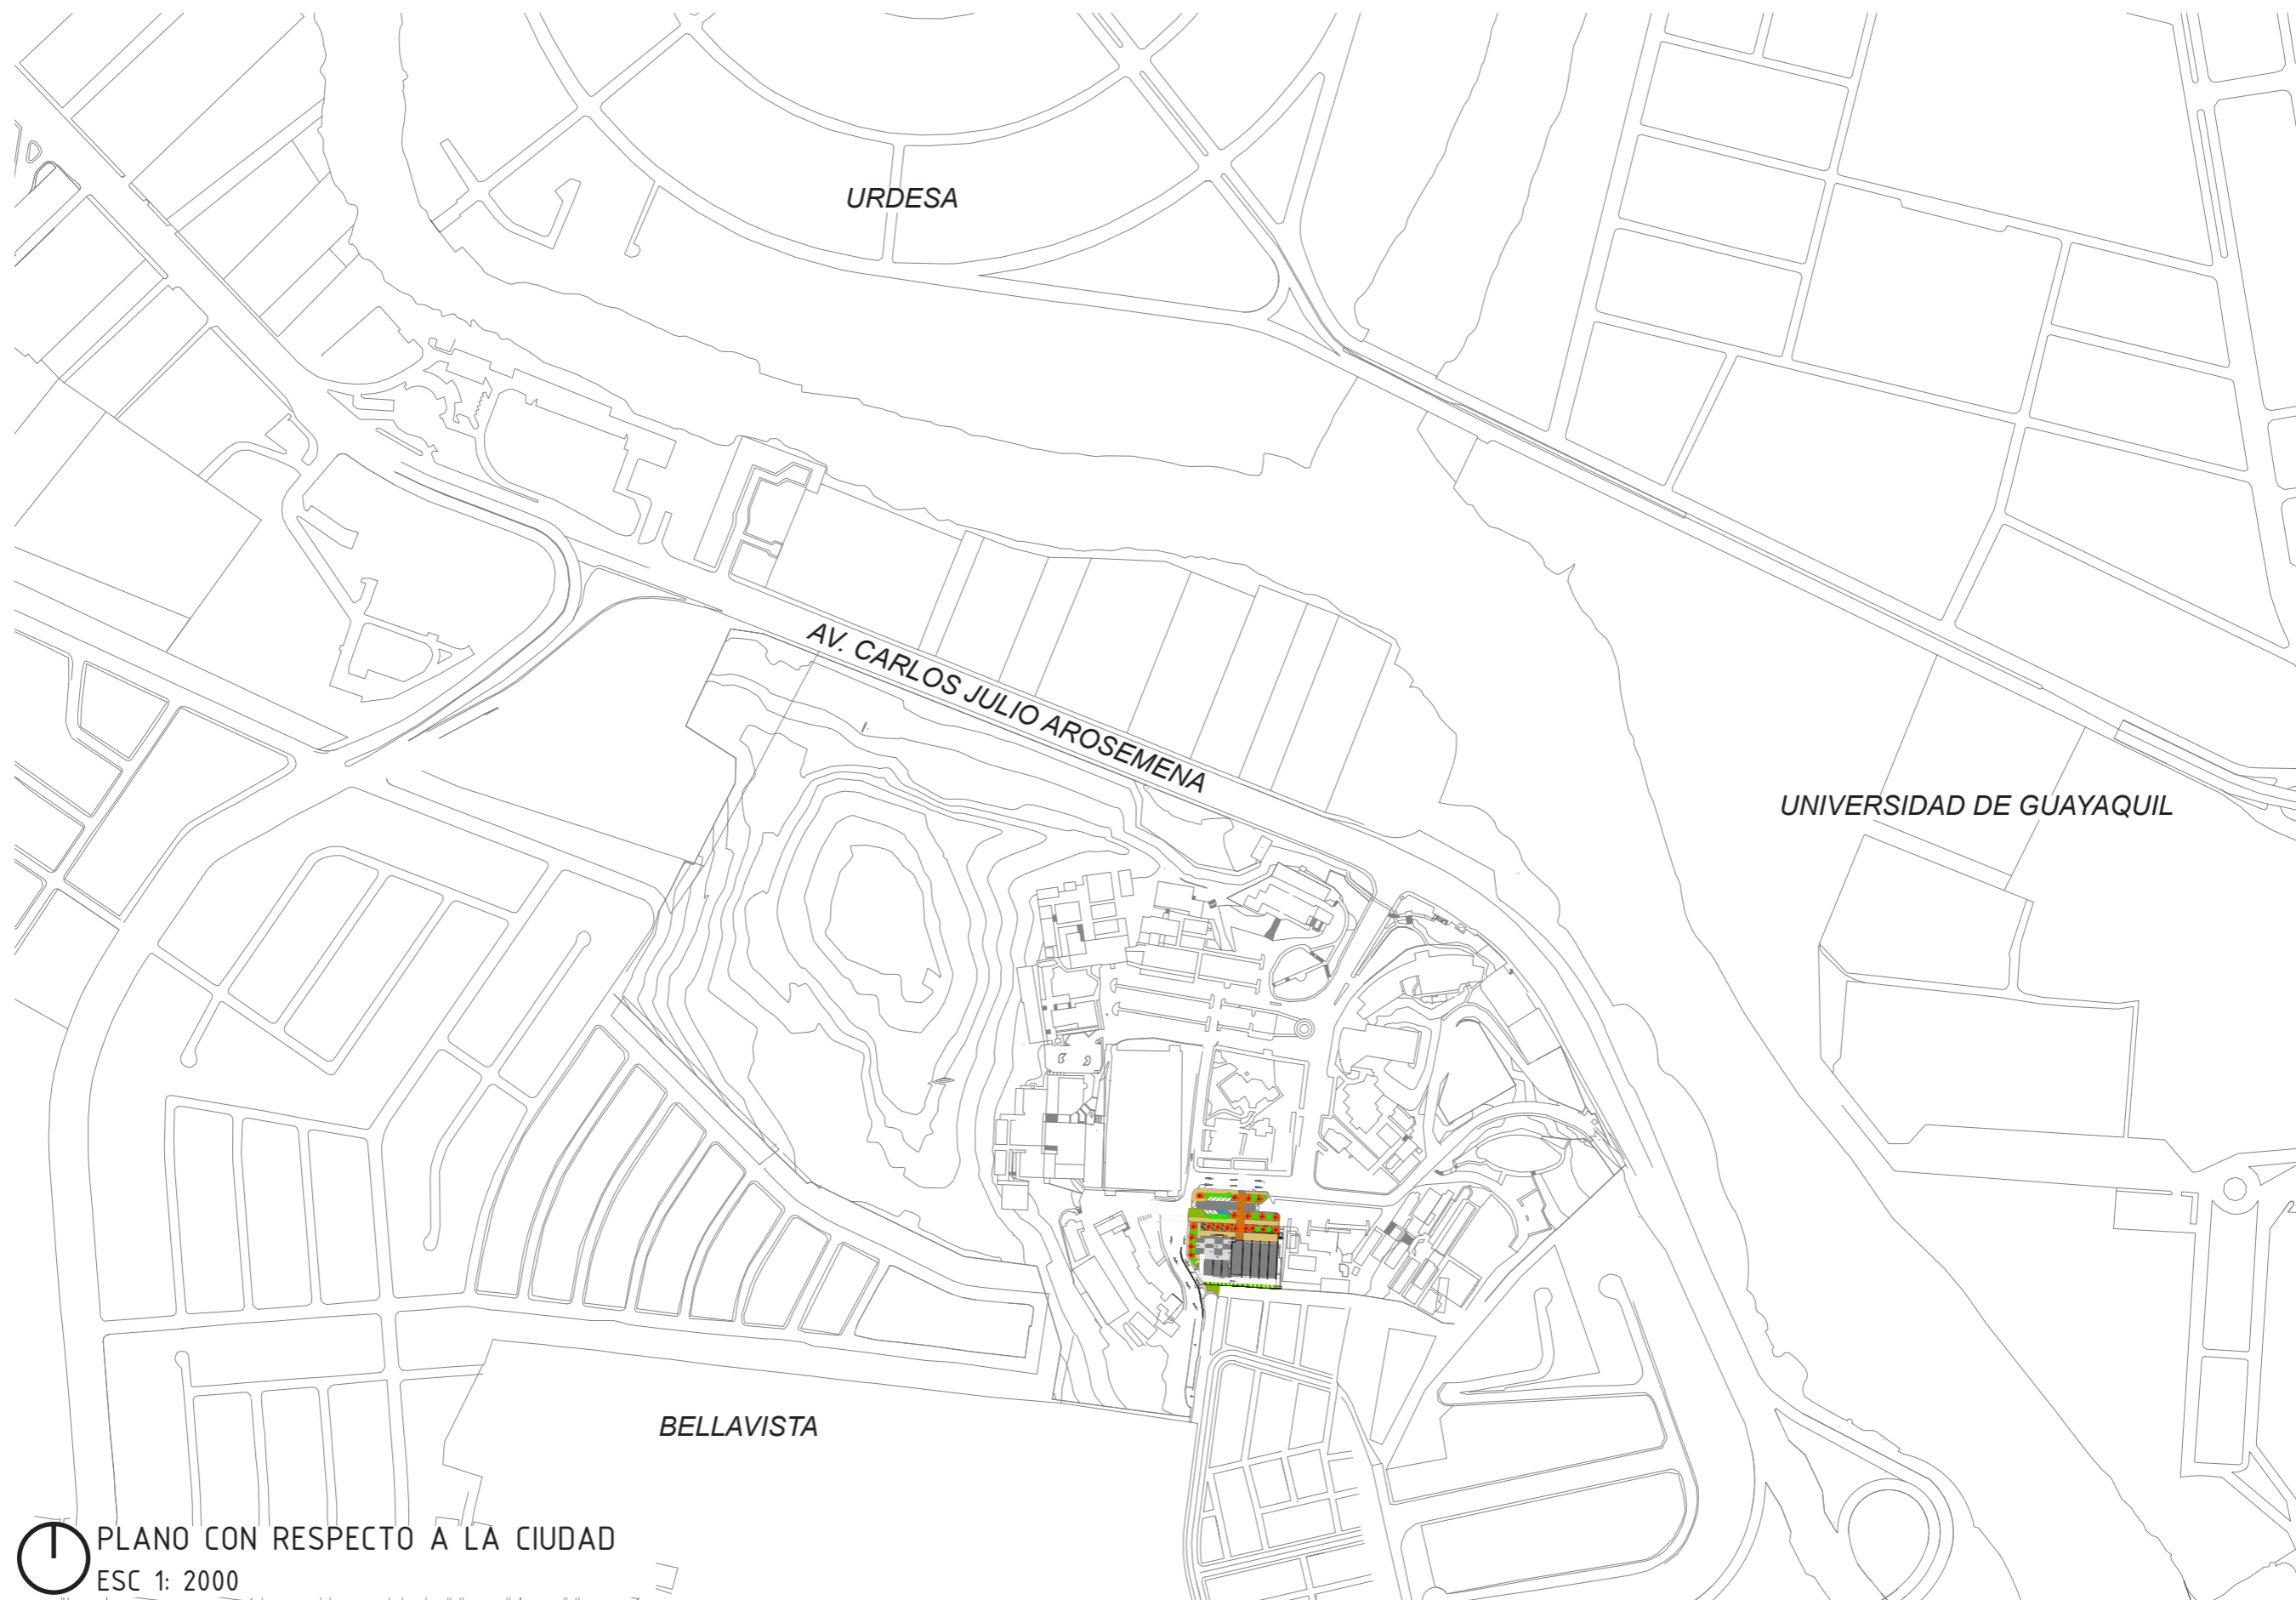 URDESA
AV. CARLOS JULIO AROSEMENA
UNIVERSIDAD DE GUAYAQUIL
BELLAVISTA
PLANO CON RESPECTO A LA CIUDAD
ESC 1: 2000